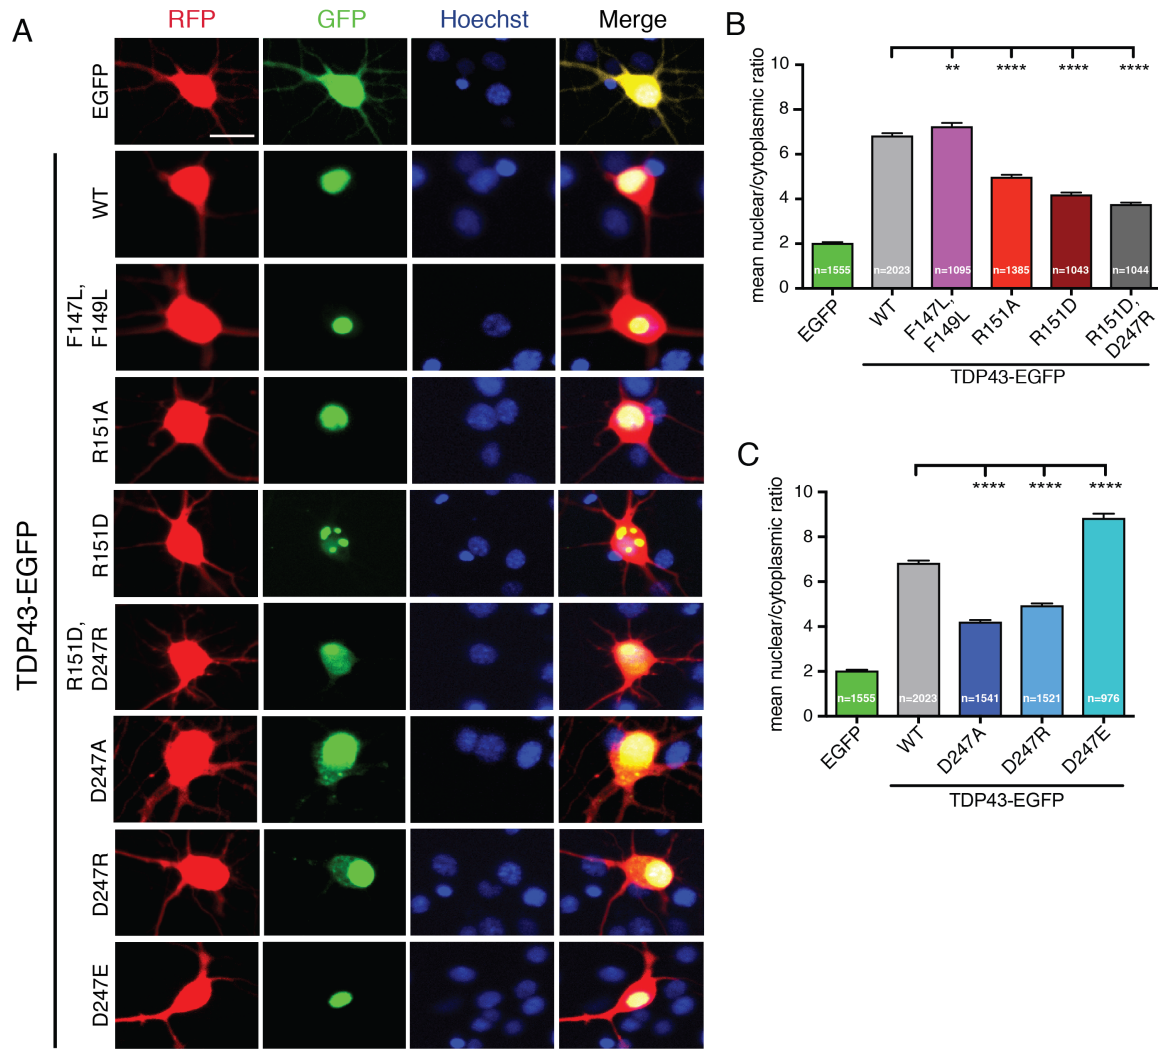 A
RFP
GFP
Hoechst
Merge
EGFP
WT
F147L,
F149L
R151A
R151D
R151D,
D247R
D247A
D247R
D247E
TDP43-EGFP
B
mean nuclear/cytoplasmic ratio
10
8
6
4
2
0
** **** **** ****
n=1555 n=2023 n=1095 n=1385 n=1043 n=1044
EGFP
WT
F147L,
F149L
R151A
R151D
R151D,
D247R
TDP43-EGFP
C
mean nuclear/cytoplasmic ratio
10
8
6
4
2
0
**** **** ****
n=1555 n=2023 n=1541 n=1521 n=976
EGFP
WT
D247A
D247R
D247E
TDP43-EGFP